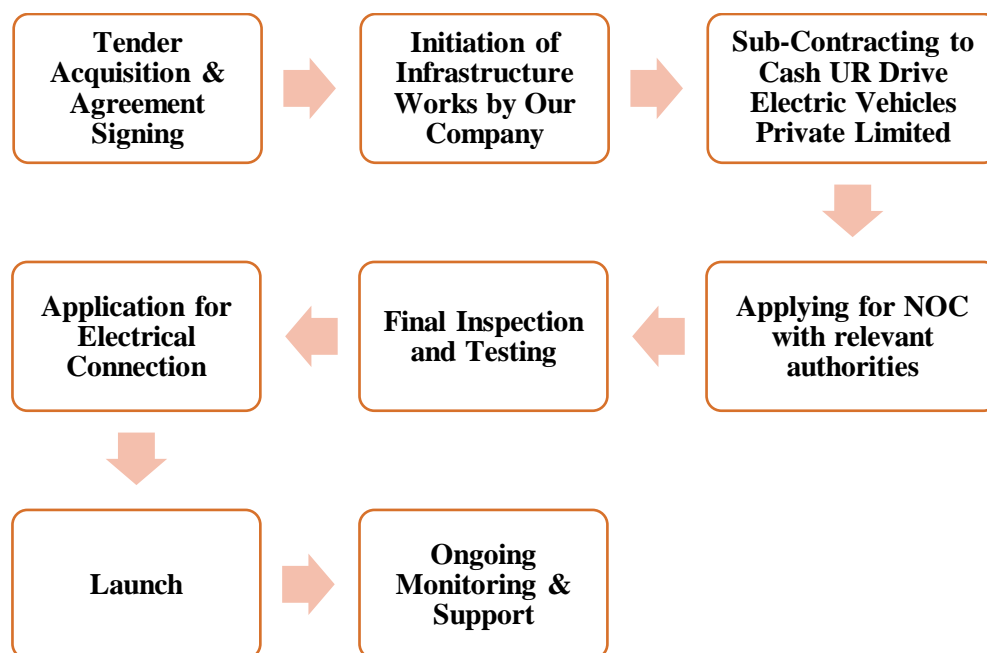 Tender
Acquisition &
Agreement
Signing
Initiation of
Infrastructure
Works by Our
Company
Sub-Contracting to
Cash UR Drive
Electric Vehicles
Private Limited
Applying for NOC
with relevant
authorities
Final Inspection
and Testing
Application for
Electrical
Connection
Launch
Ongoing
Monitoring &
Support